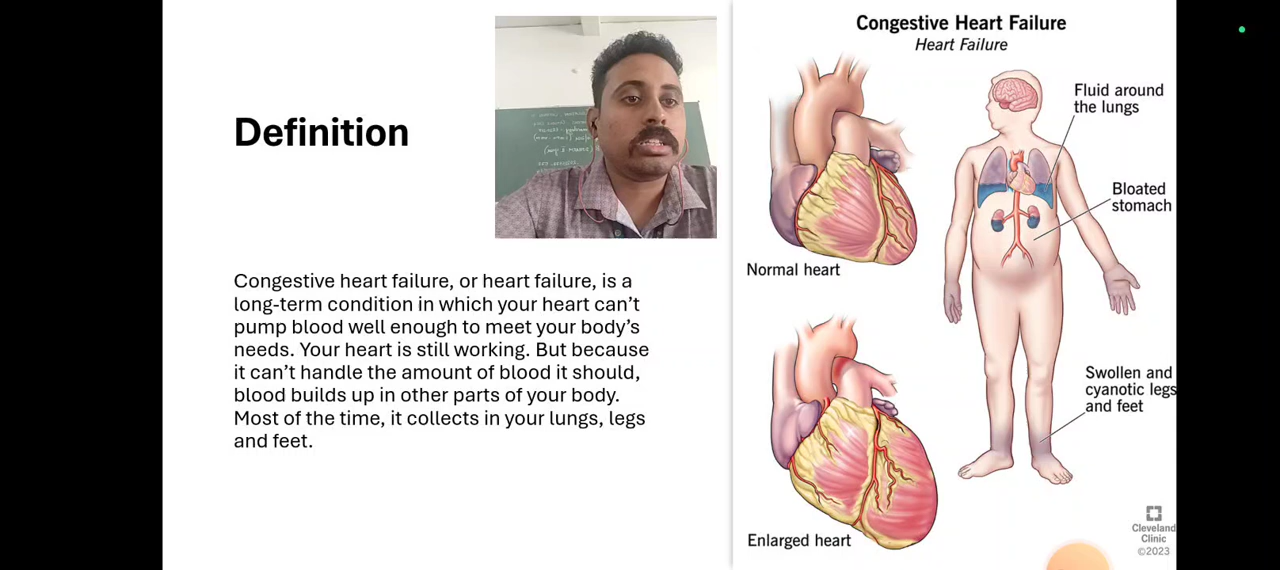 Definition
Congestive heart failure, or heart failure, is a
long-term condition in which your heart can’t
pump blood well enough to meet your body’s
needs. Your heart is still working. But because
it can’t handle the amount of blood it should,
blood builds up in other parts of your body.
Most of the time, it collects in your lungs, legs
and feet.
Congestive Heart Failure
Heart Failure
Fluid around
the lungs
Bloated
stomach
Normal heart
Swollen and
cyanotic legs
and feet
Enlarged heart
Cleveland
Clinic
©2023